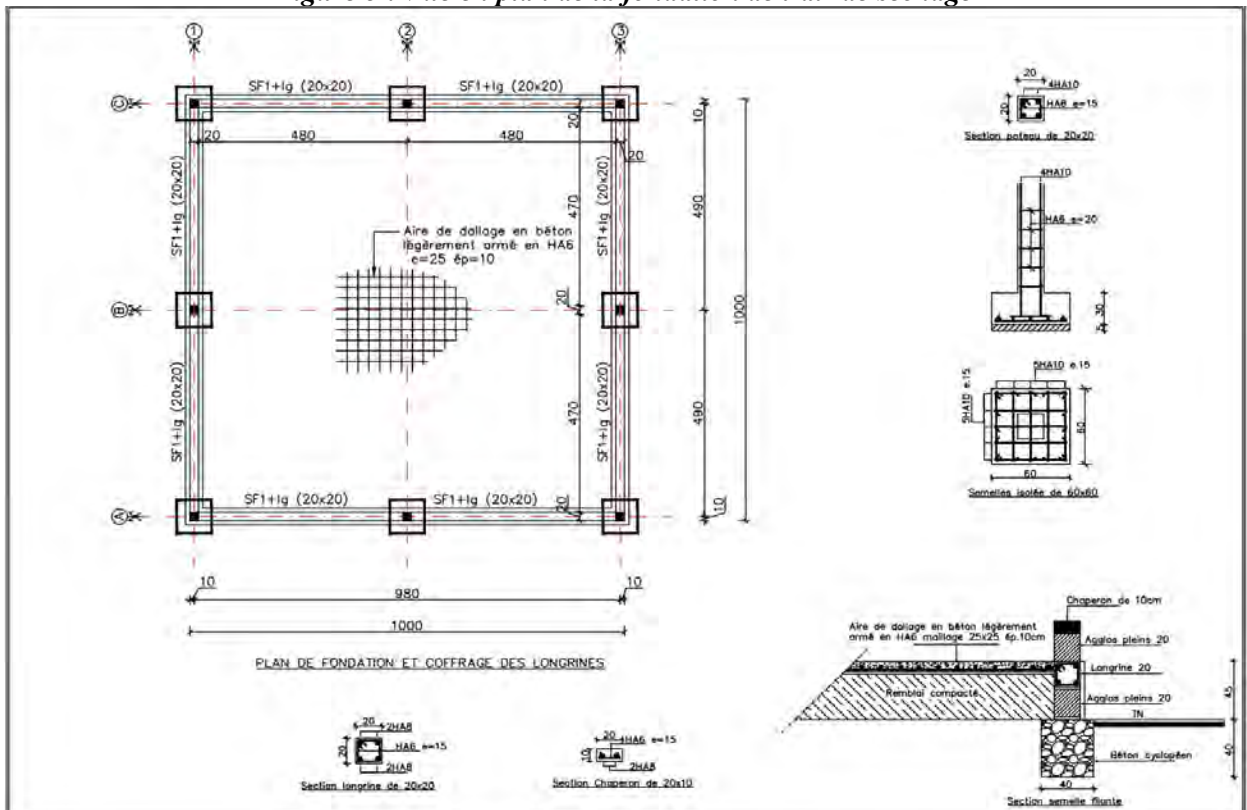 1
2
3
C
SF1+lg (20x20)
SF1+lg (20x20)
20
480
480
20
20
10
SF1+lg (20x20)
SF1+lg (20x20)
470
490
Aire de dallage en béton
légèrement armé en HA6
e=25 ép=10
B
20
1000
SF1+lg (20x20)
SF1+lg (20x20)
470
490
A
SF1+lg (20x20)
SF1+lg (20x20)
20
10
10
980
10
1000
PLAN DE FONDATION ET COFFRAGE DES LONGRINES
20
2HA8
20
HA6 e=15
2HA8
Section longrine de 20x20
20
4HA6 e=15
10
2HA8
Section Chaperon de 20x10
20
4HA10
20
HA6 e=15
Section poteau de 20x20
4HA10
HA6 e=20
30
5HA10 e.15
5HA10 e.15
60
60
Semelles isolée de 60x60
Chaperon de 10cm
Aire de dallage en béton légèrement
armé en HA6 maillage 25x25 ép.10cm
Agglos pleins 20
Longrine 20
Remblai compacté
Agglos pleins 20
45
TN
Béton cyclopéen
40
40
Section semelle filante